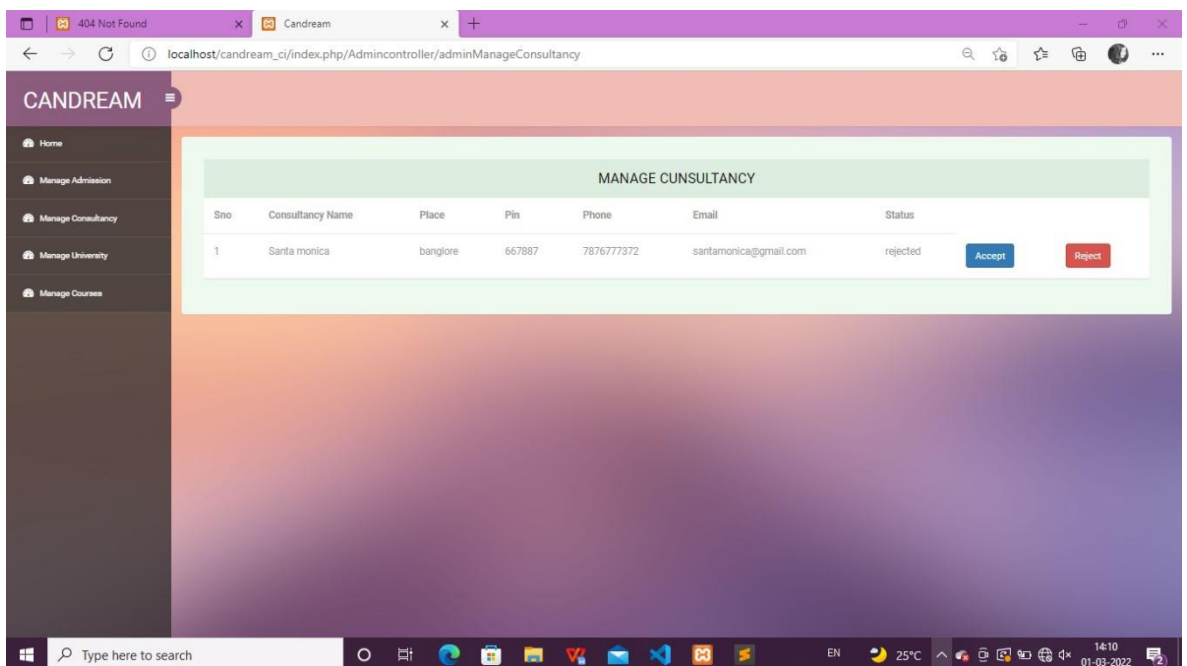 404 Not Found
Candream
localhost/candream_ci/index.php/Admincontroller/adminManageConsultancy
CANDREAM
Home
Manage Admission
Manage Consultancy
Manage University
Manage Courses
MANAGE CUNSULTANCY
Sno Consultancy Name Place Pin Phone Email Status
1 Santa monica banglore 667887 7876777372 santamonica@gmail.com rejected Accept Reject
Type here to search
EN 25°C 14:10
01-03-2022
2